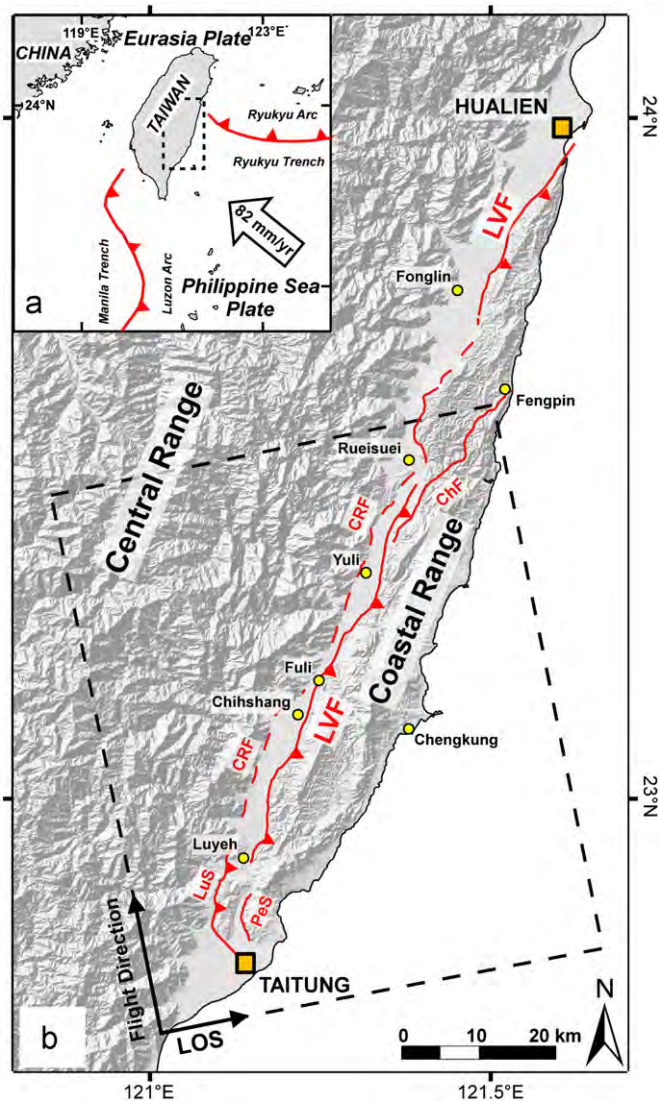 119°E
123°E
CHINA
Eurasia Plate
24°N
TAIWAN
Ryukyu Arc
Ryukyu Trench
82 mm/yr
Manila Trench
Luzon Arc
Philippine Sea
Plate
a
HUALIEN
24°N
LVF
Fonglin
Fengpin
Central Range
Rueisuei
ChF
CRF
Yuli
Coastal Range
Fuli
Chihshang
LVF
Chengkung
CRF
23°N
Luyeh
LuS
PeS
Flight Direction
TAITUNG
N
b
LOS
0 10 20 km
121°E
121.5°E